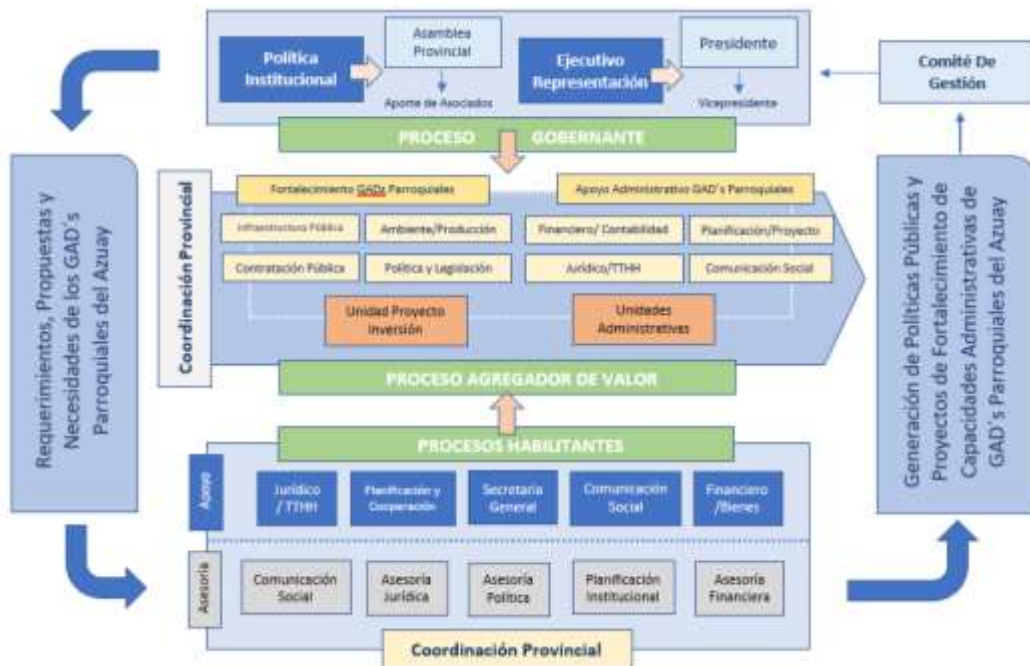 Política
Institucional
Asamblea
Provincial
Aporte de Asociados
Ejecutivo
Representación
Presidente
Vicepresidente
Comité De
Gestión
PROCESO GOBERNANTE
Requerimientos, Propuestas y
Necesidades de los GAD´s
Parroquiales del Azuay
Coordinación Provincial
Fortalecimiento GADs Parroquiales
Apoyo Administrativo GAD´s Parroquiales
Infraestructura Pública
Ambiente/Producción
Financiero/ Contabilidad
Planificación/Proyecto
Contratación Pública
Política y Legislación
Jurídico/TTHH
Comunicación Social
Unidad Proyecto
Inversión
Unidades
Administrativas
PROCESO AGREGADOR DE VALOR
Generación de Políticas Públicas y
Proyectos de Fortalecimiento de
Capacidades Administrativas de
GAD´s Parroquiales del Azuay
PROCESOS HABILITANTES
Apoyo
Jurídico
/ TTHH
Planificación y
Cooperación
Secretaria
General
Comunicación
Social
Financiero
/Bienes
Asesoría
Comunicación
Social
Asesoría
Jurídica
Asesoría
Política
Planificación
Institucional
Asesoría
Financiera
Coordinación Provincial